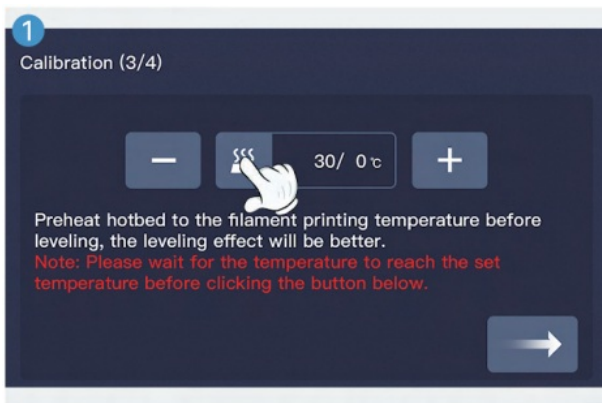 1
Calibration (3/4)
− 30/ 0 ℃ +
Preheat hotbed to the filament printing temperature before
leveling, the leveling effect will be better.
Note: Please wait for the temperature to reach the set
temperature before clicking the button below.